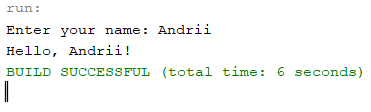 run:
Enter your name: Andrii
Hello, Andrii!
BUILD SUCCESSFUL (total time: 6 seconds)